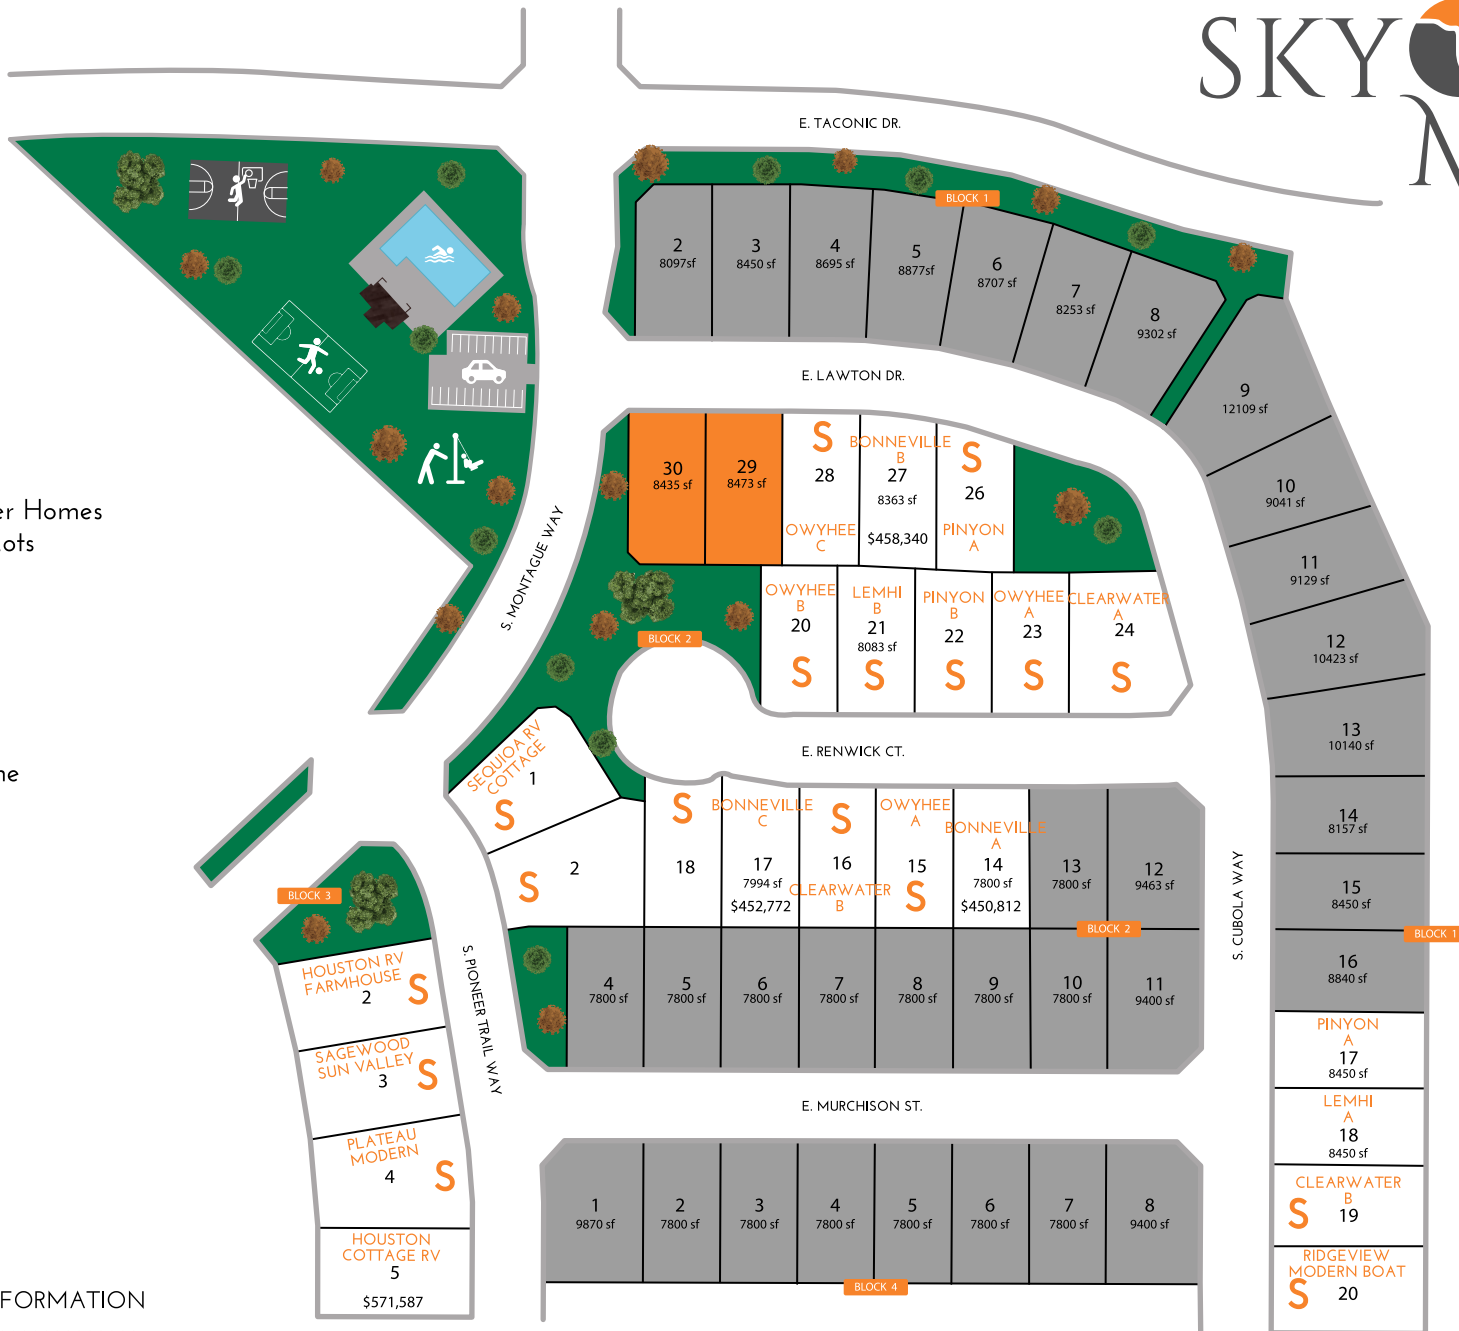 SKY
E. TACONIC DR.
BLOCK 1
2
8097 sf
3
8450 sf
4
8695 sf
5
8877sf
6
8707 sf
7
8253 sf
8
9302 sf
9
12109 sf
10
9041 sf
11
9129 sf
12
10423 sf
13
10140 sf
14
8157 sf
15
8450 sf
BLOCK 1
16
8840 sf
PINYON
A
17
8450 sf
LEMHI
A
18
8450 sf
CLEARWATER
B
S
19
RIDGEVIEW
MODERN BOAT
S
20
E. LAWTON DR.
30
8435 sf
29
8473 sf
S
28
OWYHEE
C
BONNEVILLE
B
27
8363 sf
$458,340
S
26
PINYON
A
OWYHEE
B
20
S
LEMHI
B
21
8083 sf
S
PINYON
B
22
S
OWYHEE
A
23
S
CLEARWATER
A
24
S
S. MONTAGUE WAY
BLOCK 2
E. RENWICK CT.
SEQUIOA RV
COTTAGE
1
S
2
S
S
18
BONNEVILLE
C
17
7994 sf
$452,772
S
16
CLEARWATER
B
OWYHEE
A
15
S
BONNEVILLE
A
14
7800 sf
$450,812
13
7800 sf
12
9463 sf
BLOCK 2
4
7800 sf
5
7800 sf
6
7800 sf
7
7800 sf
8
7800 sf
9
7800 sf
10
7800 sf
11
9400 sf
S. CUBOLA WAY
S. PIONEER TRAIL WAY
BLOCK 3
HOUSTON RV
FARMHOUSE
2
S
SAGEWOOD
SUN VALLEY
3
S
PLATEAU
MODERN
4
S
HOUSTON
COTTAGE RV
5
$571,587
E. MURCHISON ST.
1
9870 sf
2
7800 sf
3
7800 sf
4
7800 sf
5
7800 sf
6
7800 sf
7
7800 sf
8
9400 sf
BLOCK 4
er Homes
ots
ne
FORMATION